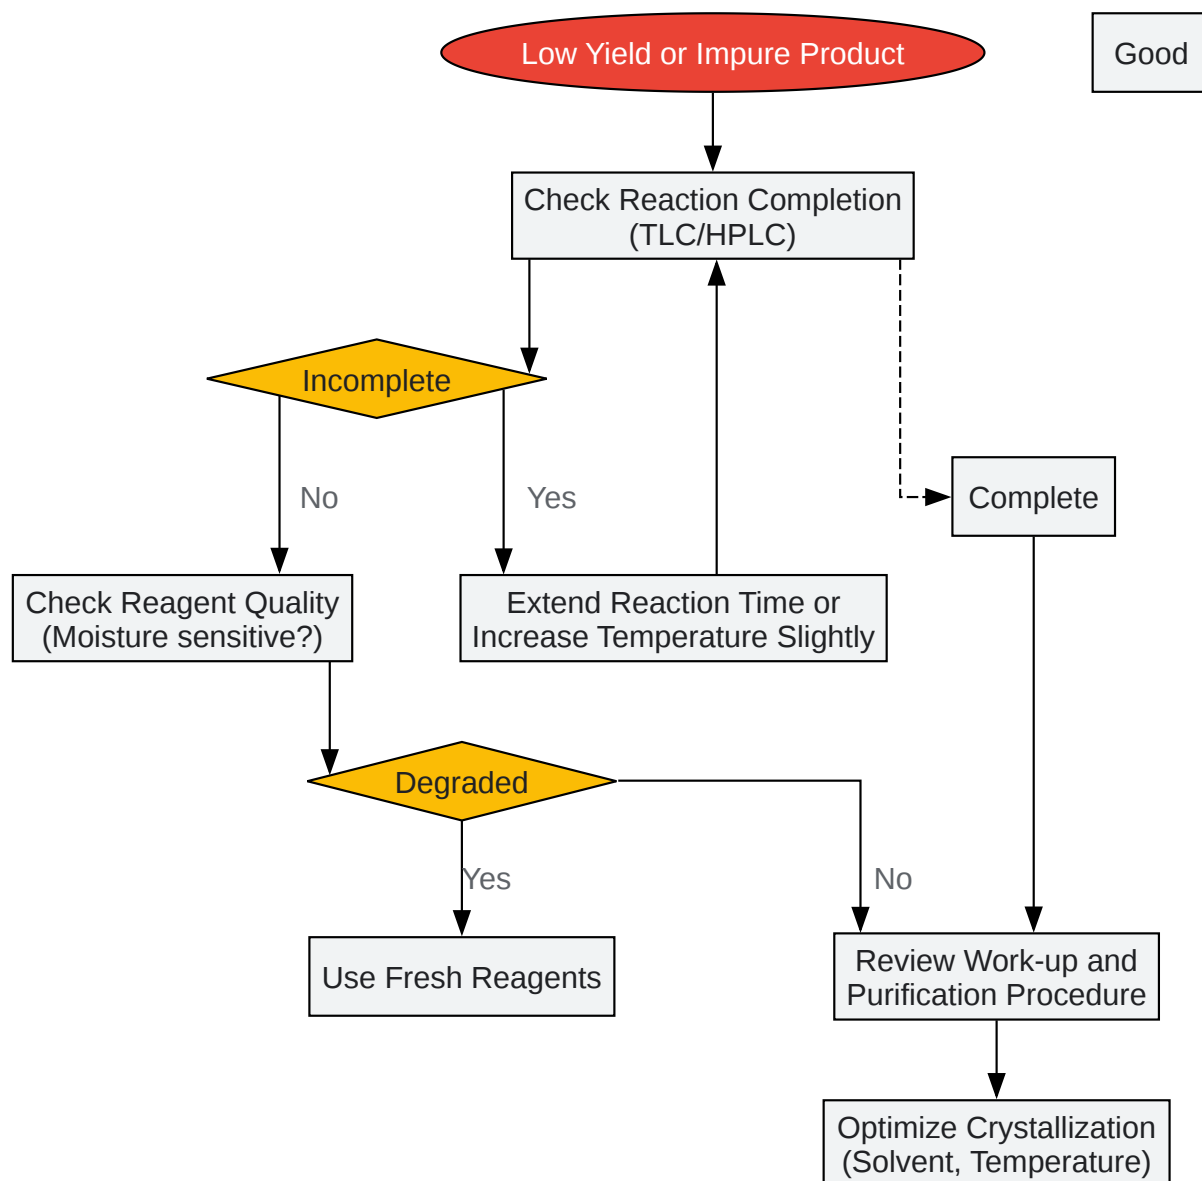 Low Yield or Impure Product
Good
Check Reaction Completion
(TLC/HPLC)
Incomplete
No
Yes
Complete
Check Reagent Quality
(Moisture sensitive?)
Extend Reaction Time or
Increase Temperature Slightly
Degraded
Yes
No
Use Fresh Reagents
Review Work-up and
Purification Procedure
Optimize Crystallization
(Solvent, Temperature)